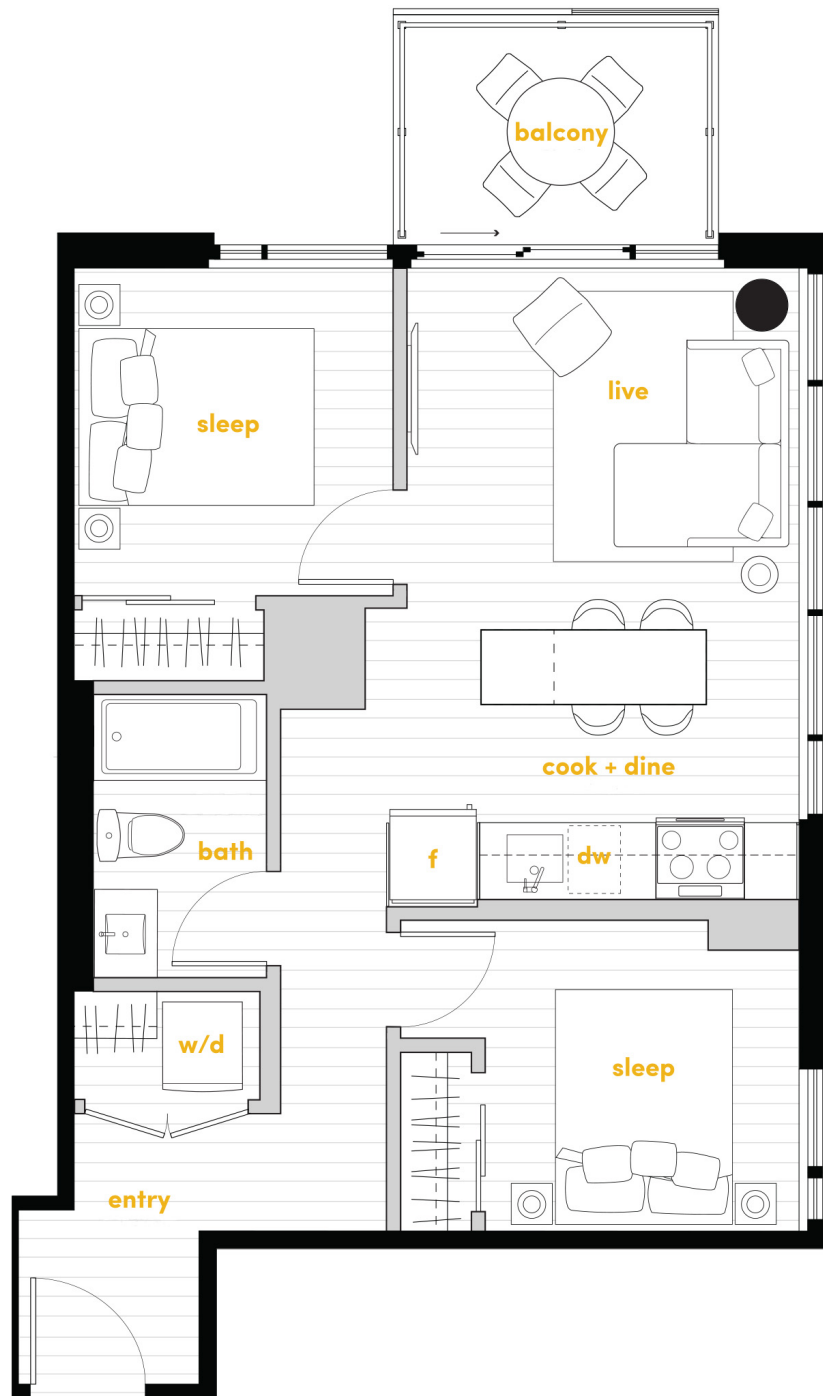 balcony
live
sleep
cook + dine
bath
f
dw
w/d
sleep
entry